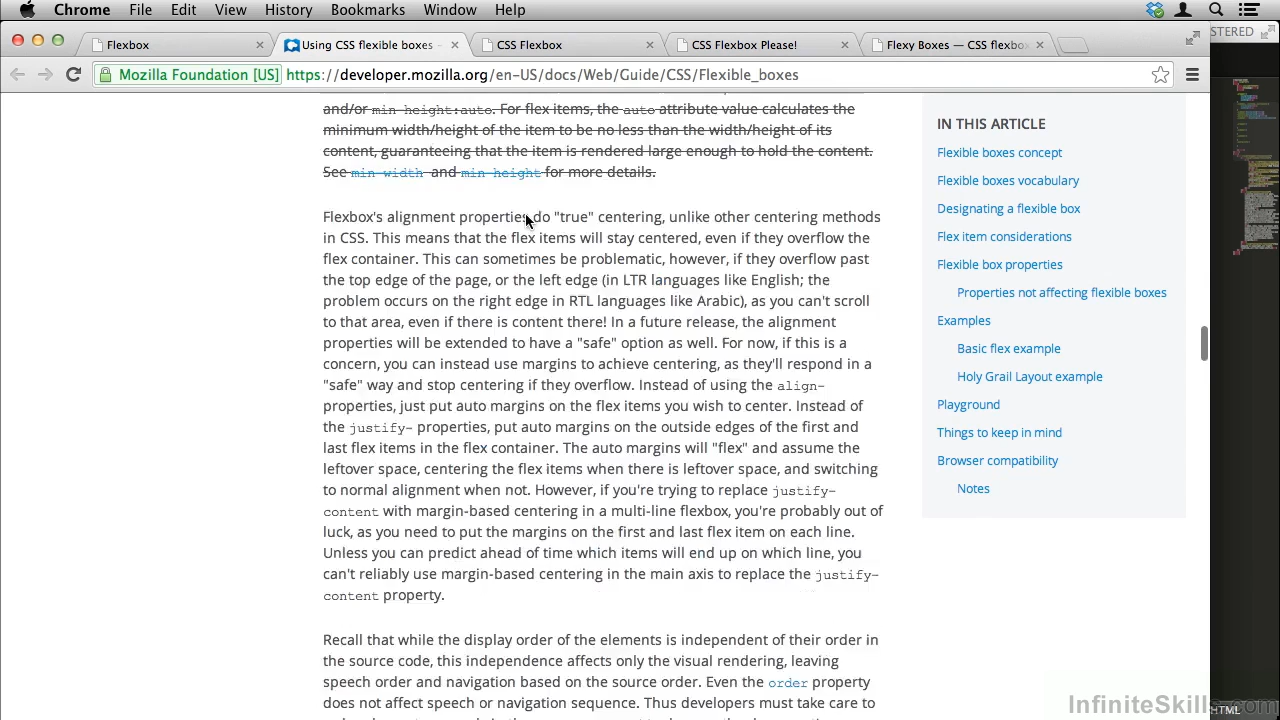 Chrome File Edit View History Bookmarks Window Help
STERED
Flexbox
Using CSS flexible boxes -
CSS Flexbox
CSS Flexbox Please!
Flexy Boxes — CSS flexbo
Mozilla Foundation [US] https://developer.mozilla.org/en-US/docs/Web/Guide/CSS/Flexible_boxes
and/or min-height:auto. For flex items, the auto attribute value calculates the
minimum width/height of the item to be no less than the width/height of its
content, guaranteeing that the item is rendered large enough to hold the content.
See min-width and min-height for more details.
Flexbox's alignment properties do "true" centering, unlike other centering methods
in CSS. This means that the flex items will stay centered, even if they overflow the
flex container. This can sometimes be problematic, however, if they overflow past
the top edge of the page, or the left edge (in LTR languages like English; the
problem occurs on the right edge in RTL languages like Arabic), as you can't scroll
to that area, even if there is content there! In a future release, the alignment
properties will be extended to have a "safe" option as well. For now, if this is a
concern, you can instead use margins to achieve centering, as they'll respond in a
"safe" way and stop centering if they overflow. Instead of using the align-
properties, just put auto margins on the flex items you wish to center. Instead of
the justify- properties, put auto margins on the outside edges of the first and
last flex items in the flex container. The auto margins will "flex" and assume the
leftover space, centering the flex items when there is leftover space, and switching
to normal alignment when not. However, if you're trying to replace justify-
content with margin-based centering in a multi-line flexbox, you're probably out of
luck, as you need to put the margins on the first and last flex item on each line.
Unless you can predict ahead of time which items will end up on which line, you
can't reliably use margin-based centering in the main axis to replace the justify-
content property.
Recall that while the display order of the elements is independent of their order in
the source code, this independence affects only the visual rendering, leaving
speech order and navigation based on the source order. Even the order property
does not affect speech or navigation sequence. Thus developers must take care to
IN THIS ARTICLE
Flexible boxes concept
Flexible boxes vocabulary
Designating a flexible box
Flex item considerations
Flexible box properties
Properties not affecting flexible boxes
Examples
Basic flex example
Holy Grail Layout example
Playground
Things to keep in mind
Browser compatibility
Notes
InfiniteSkills.com
HTML